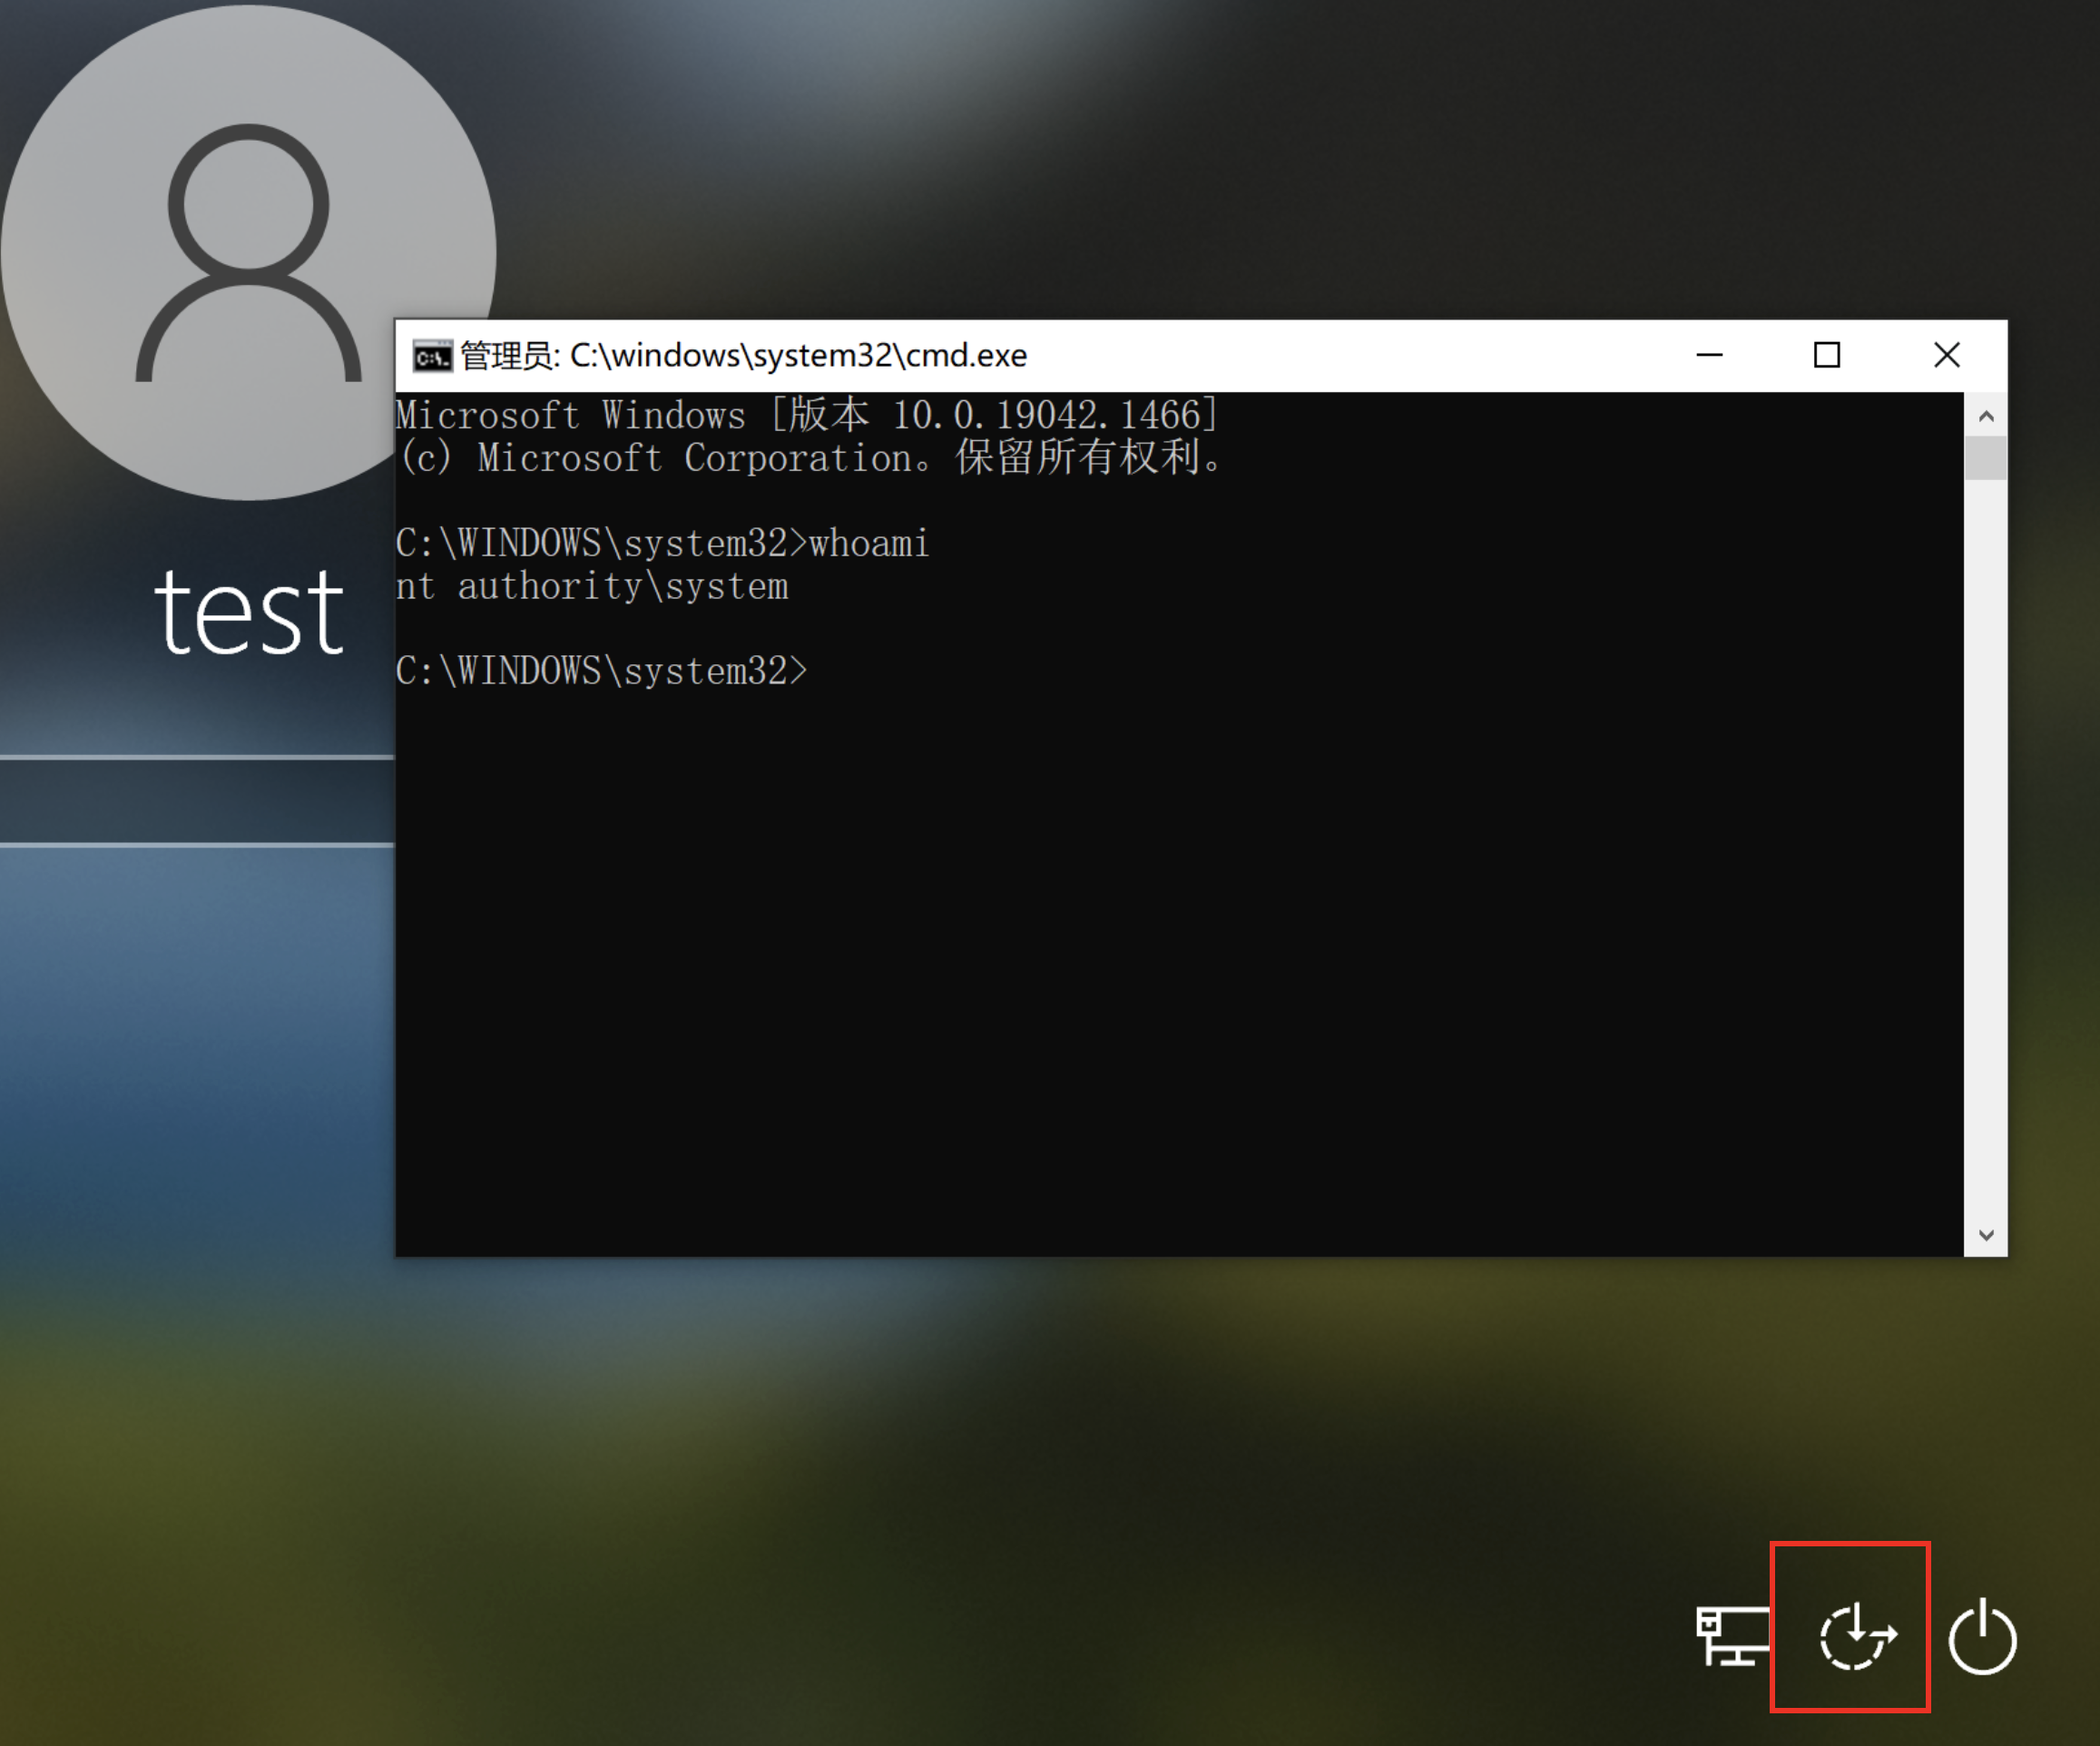 test
管理员: C:\windows\system32\cmd.exe
Microsoft Windows [版本 10.0.19042.1466]
(c) Microsoft Corporation。保留所有权利。
C:\WINDOWS\system32>whoami
nt authority\system
C:\WINDOWS\system32>